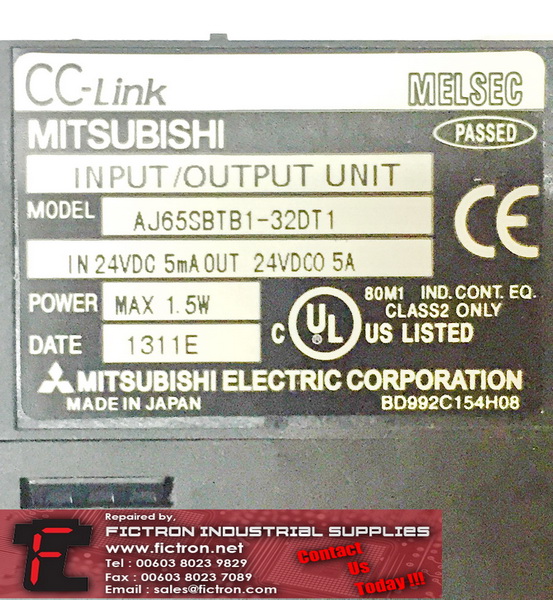 CC-Link MELSEC
MITSUBISHI PASSED
INPUT/OUTPUT UNIT
MODEL AJ65SBTB1-32DT1
CE
IN 24VDC 5mA OUT 24VDC0 5A
POWER MAX 1.5W
80M1 IND. CONT. EQ.
CLASS2 ONLY
C UL US LISTED
DATE 1311E
MITSUBISHI ELECTRIC CORPORATION
MADE IN JAPAN BD992C154H08
Repaired by,
FICTRON INDUSTRIAL SUPPLIES
www.fictron.net
Tel : 00603 8023 9829
Fax : 00603 8023 7089
Email : sales@fictron.com
Contact
Us
Today !!!